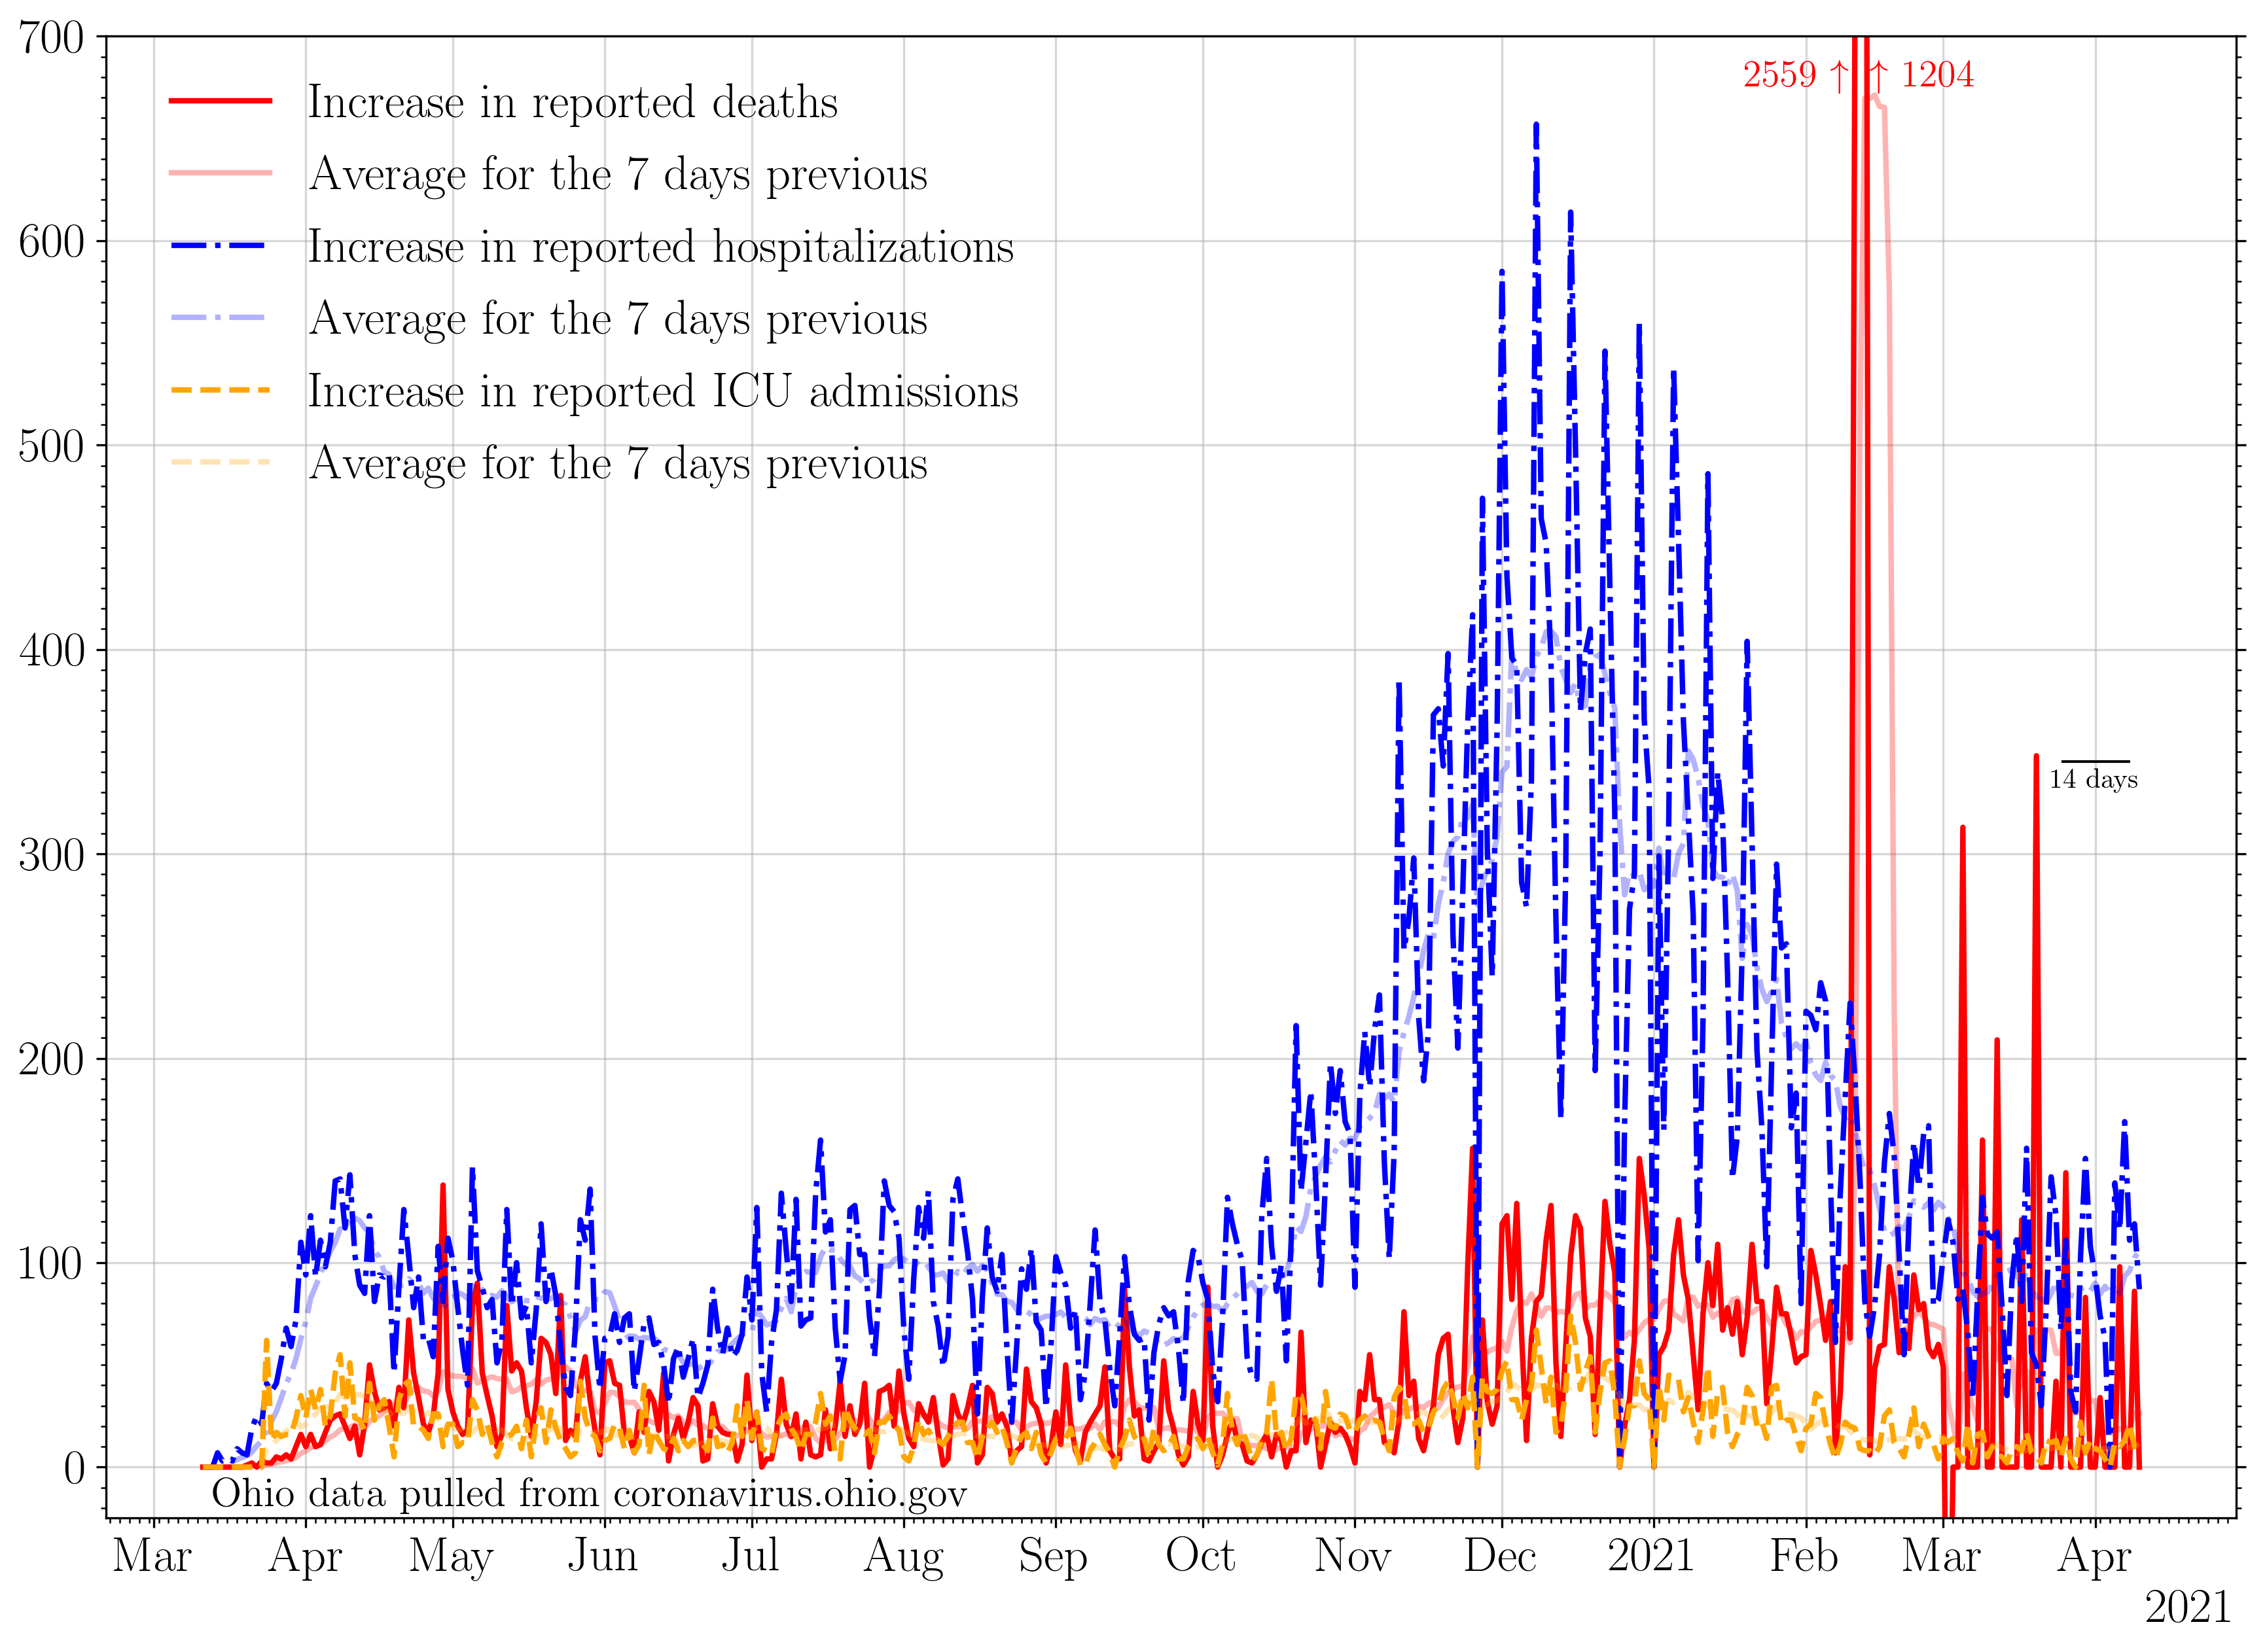 700
600
500
400
300
200
100
0
Increase in reported deaths
Average for the 7 days previous
Increase in reported hospitalizations
Average for the 7 days previous
Increase in reported ICU admissions
Average for the 7 days previous
2559 ↑ ↑ 1204
14 days
Ohio data pulled from coronavirus.ohio.gov
Mar Apr May Jun Jul Aug Sep Oct Nov Dec 2021 Feb Mar Apr
2021